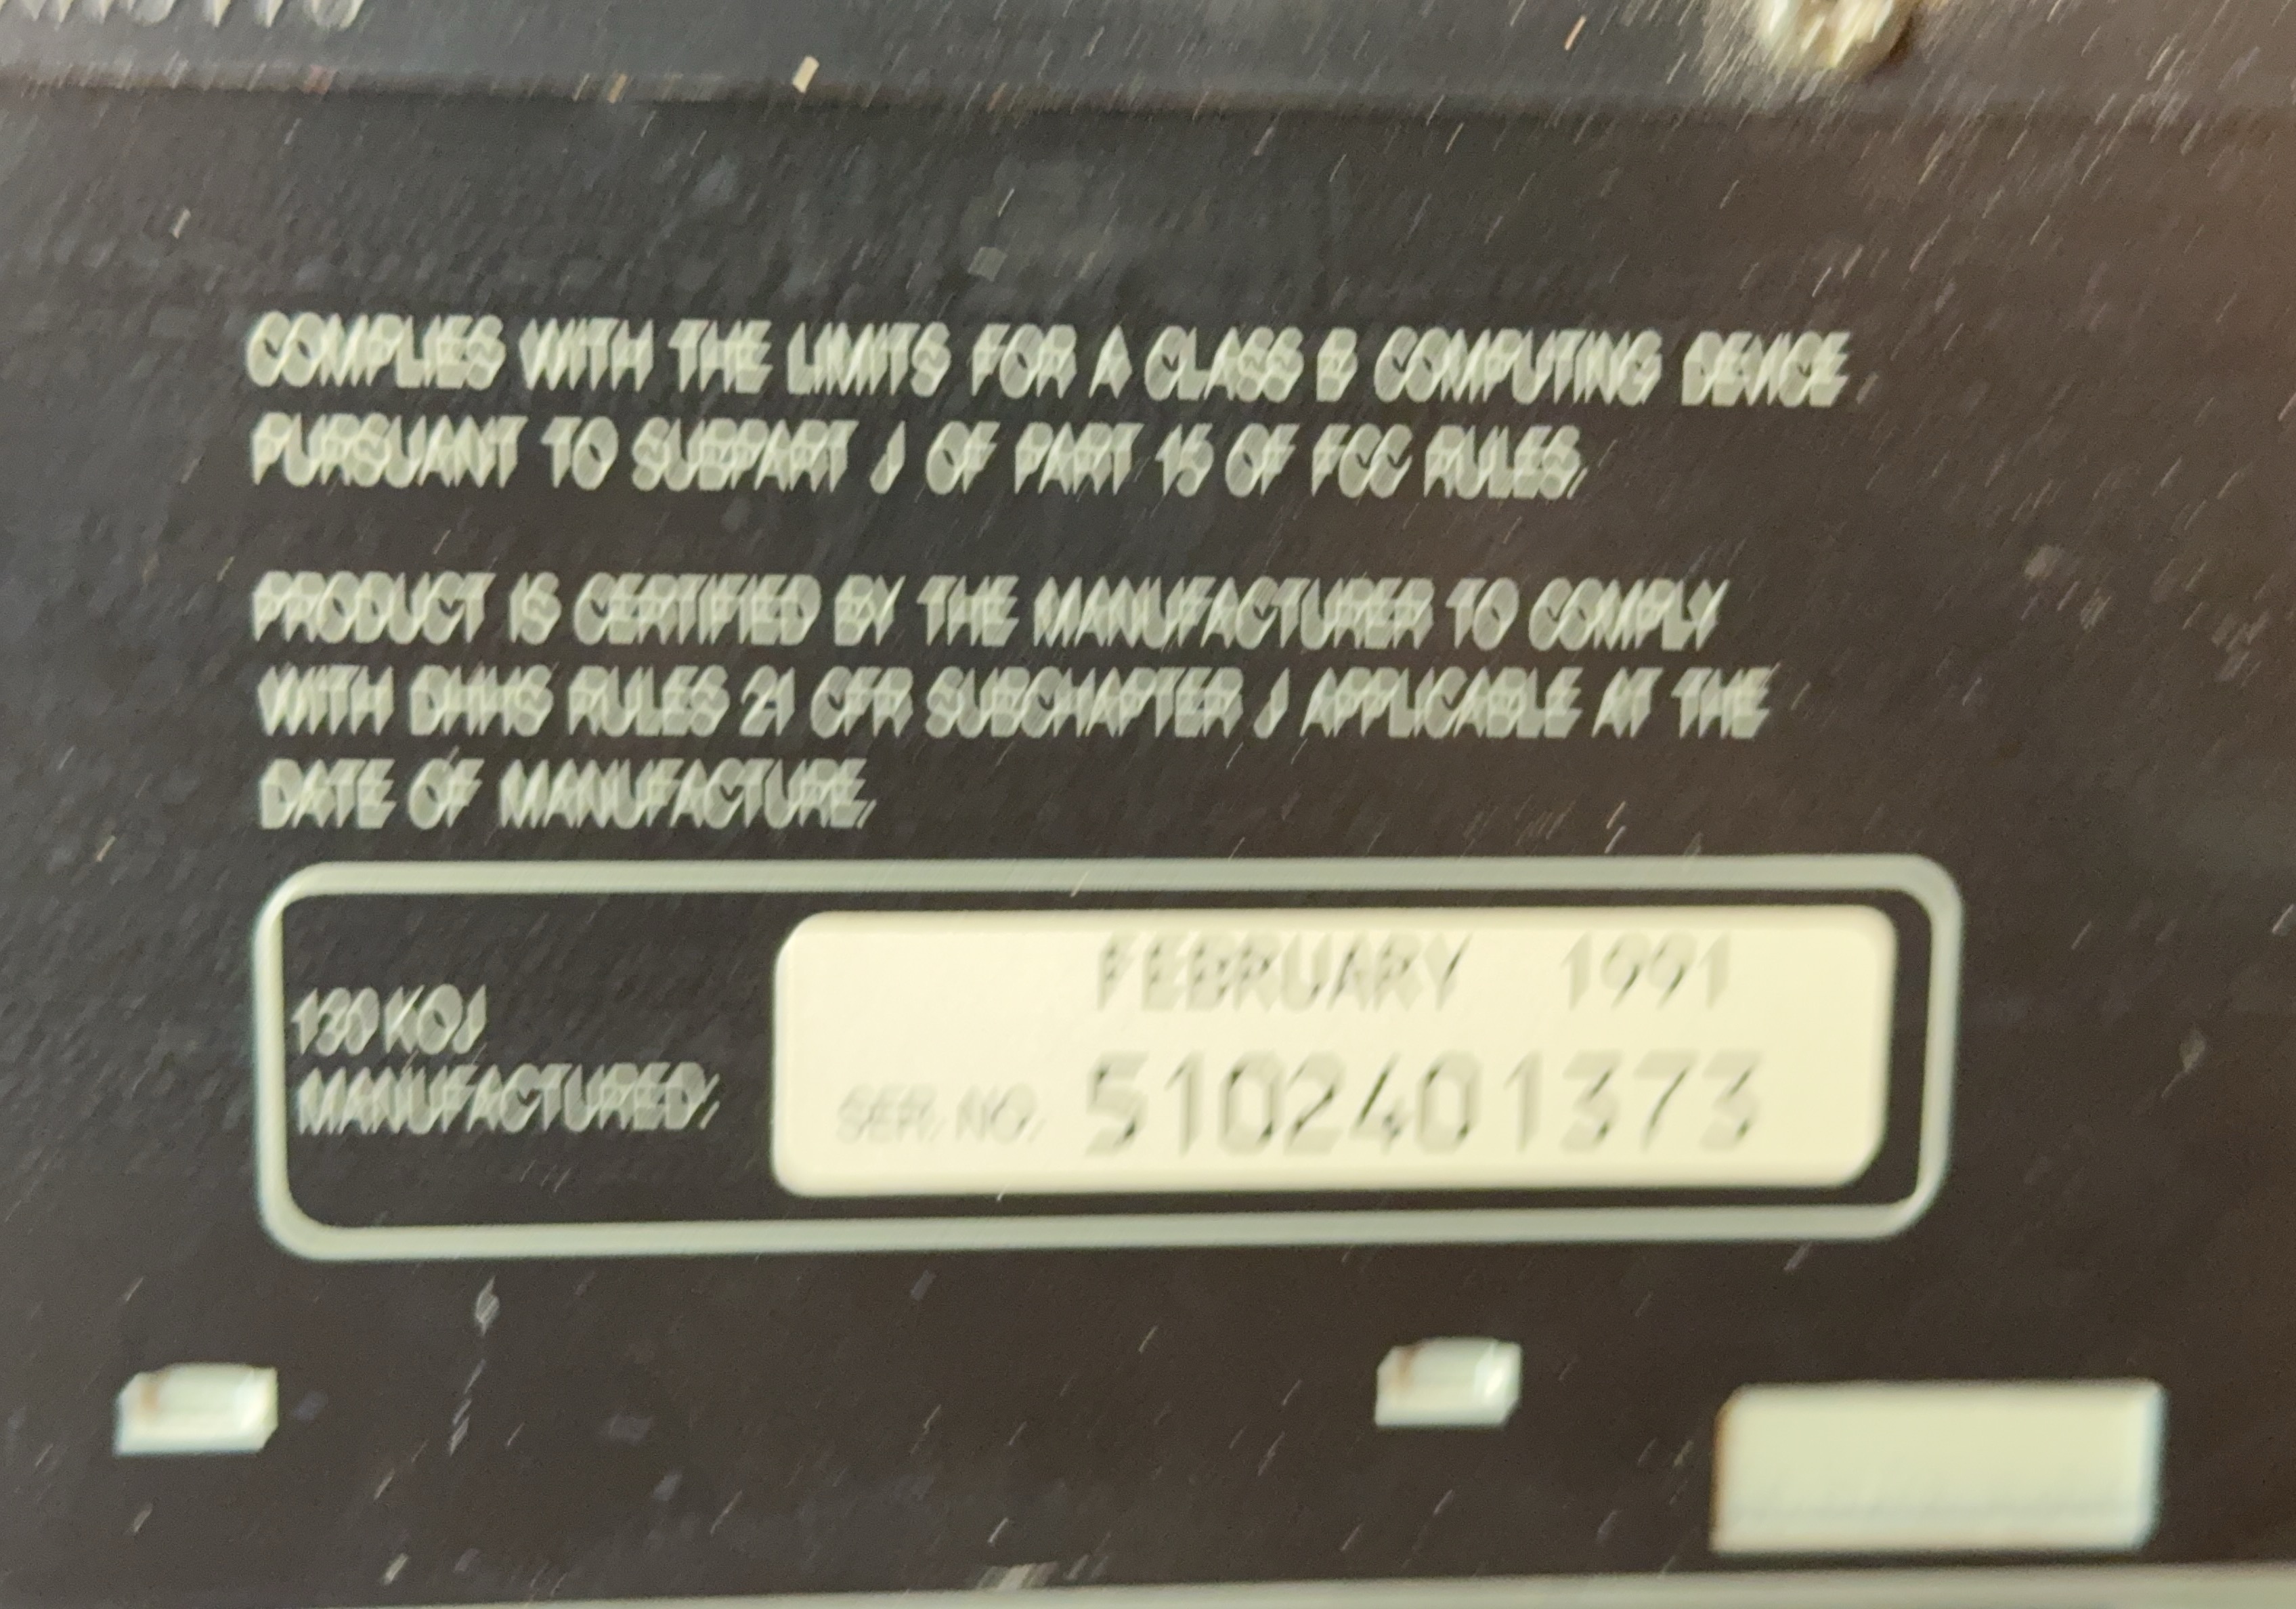 COMPLIES WITH THE LIMITS FOR A CLASS B COMPUTING DEVICE
PURSUANT TO SUBPART J OF PART 15 OF FCC RULES.
PRODUCT IS CERTIFIED BY THE MANUFACTURER TO COMPLY
WITH DHHS RULES 21 CFR SUBCHAPTER J APPLICABLE AT THE
DATE OF MANUFACTURE.
MANUFACTURED:
FEBRUARY 1991
SER. NO. 5102401373